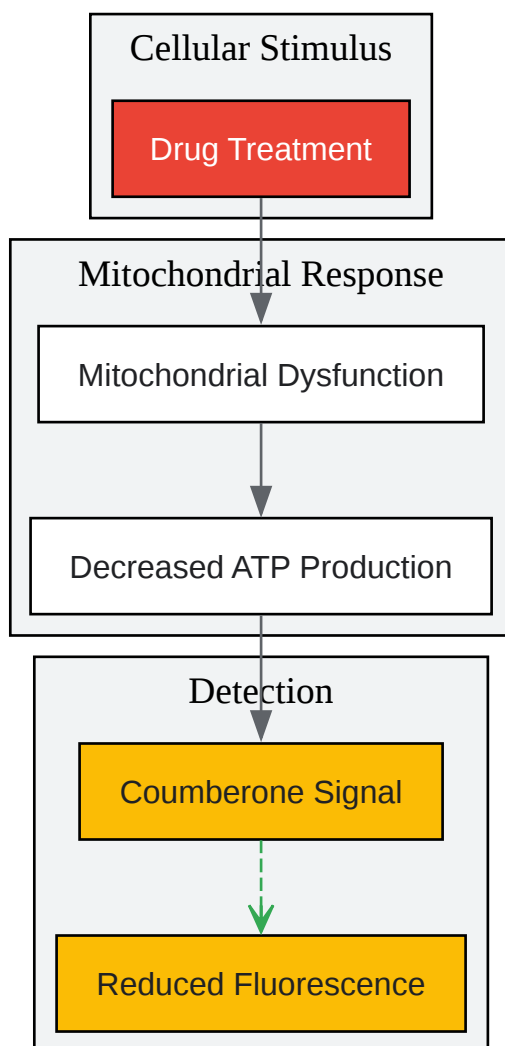 Cellular Stimulus
Drug Treatment
Mitochondrial Response
Mitochondrial Dysfunction
Decreased ATP Production
Detection
Coumberone Signal
Reduced Fluorescence